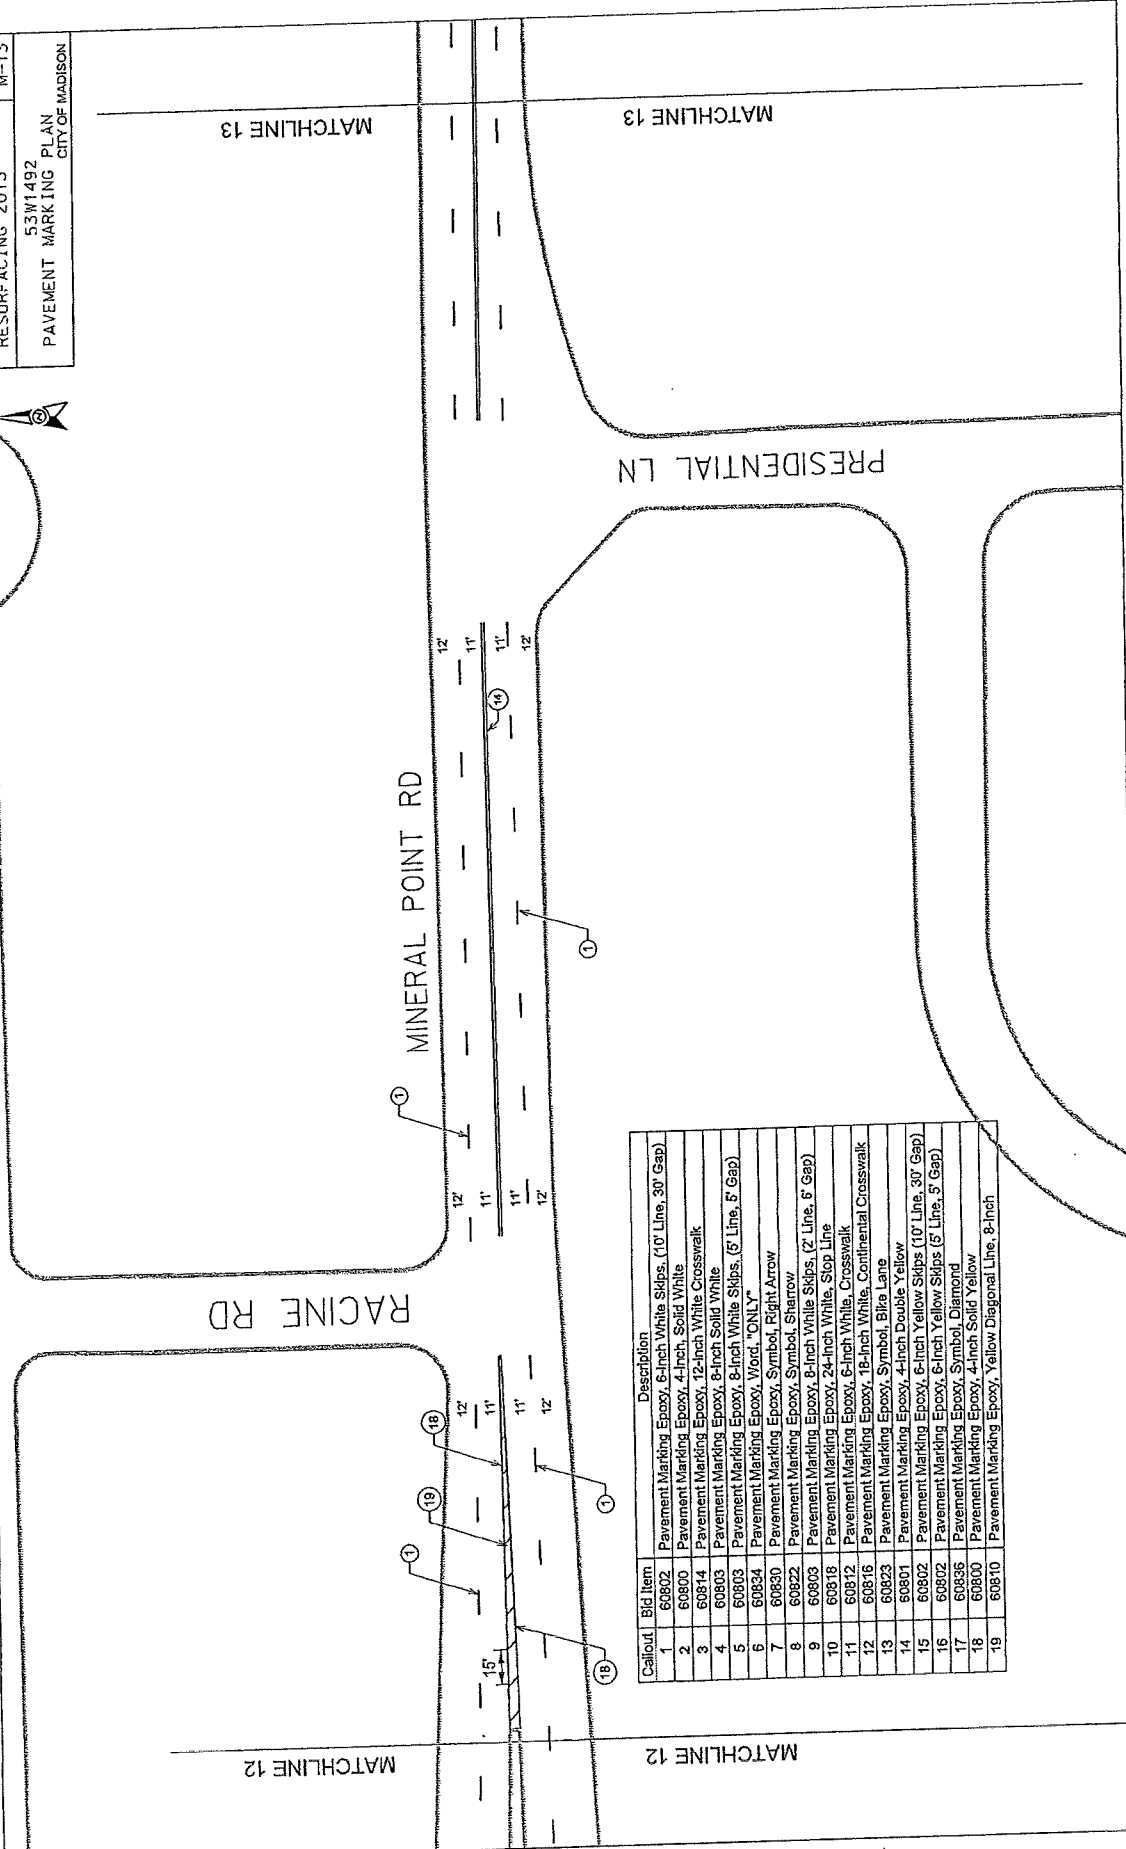 RESURFACING 2013
M-13
53W1492
PAVEMENT MARKING PLAN
CITY OF MADISON
N
MATCHLINE 12
MATCHLINE 12
MATCHLINE 13
MATCHLINE 13
RACINE RD
MINERAL POINT RD
PRESIDENTIAL LN
1
19
18
1
14
15'
12'
11'
11'
12'
12'
11'
11'
12'
12'
11'
11'
12'
18
1
1
Callout Bid Item Description
1 60802 Pavement Marking Epoxy, 6-Inch White Skips, (10' Line, 30' Gap)
2 60800 Pavement Marking Epoxy, 4-Inch, Solid White
3 60814 Pavement Marking Epoxy, 12-Inch White Crosswalk
4 60803 Pavement Marking Epoxy, 8-Inch Solid White
5 60803 Pavement Marking Epoxy, 8-Inch White Skips, (5' Line, 5' Gap)
6 60834 Pavement Marking Epoxy, Word, "ONLY"
7 60830 Pavement Marking Epoxy, Symbol, Right Arrow
8 60822 Pavement Marking Epoxy, Symbol, Sharrow
9 60803 Pavement Marking Epoxy, 8-Inch White Skips, (2' Line, 6' Gap)
10 60818 Pavement Marking Epoxy, 24-Inch White, Stop Line
11 60812 Pavement Marking Epoxy, 6-Inch White, Crosswalk
12 60816 Pavement Marking Epoxy, 18-Inch White, Continental Crosswalk
13 60823 Pavement Marking Epoxy, Symbol, Bike Lane
14 60801 Pavement Marking Epoxy, 4-Inch Double Yellow
15 60802 Pavement Marking Epoxy, 6-Inch Yellow Skips (10' Line, 30' Gap)
16 60802 Pavement Marking Epoxy, 6-Inch Yellow Skips (5' Line, 5' Gap)
17 60836 Pavement Marking Epoxy, Symbol, Diamond
18 60800 Pavement Marking Epoxy, 4-Inch Solid Yellow
19 60810 Pavement Marking Epoxy, Yellow Diagonal Line, 8-Inch